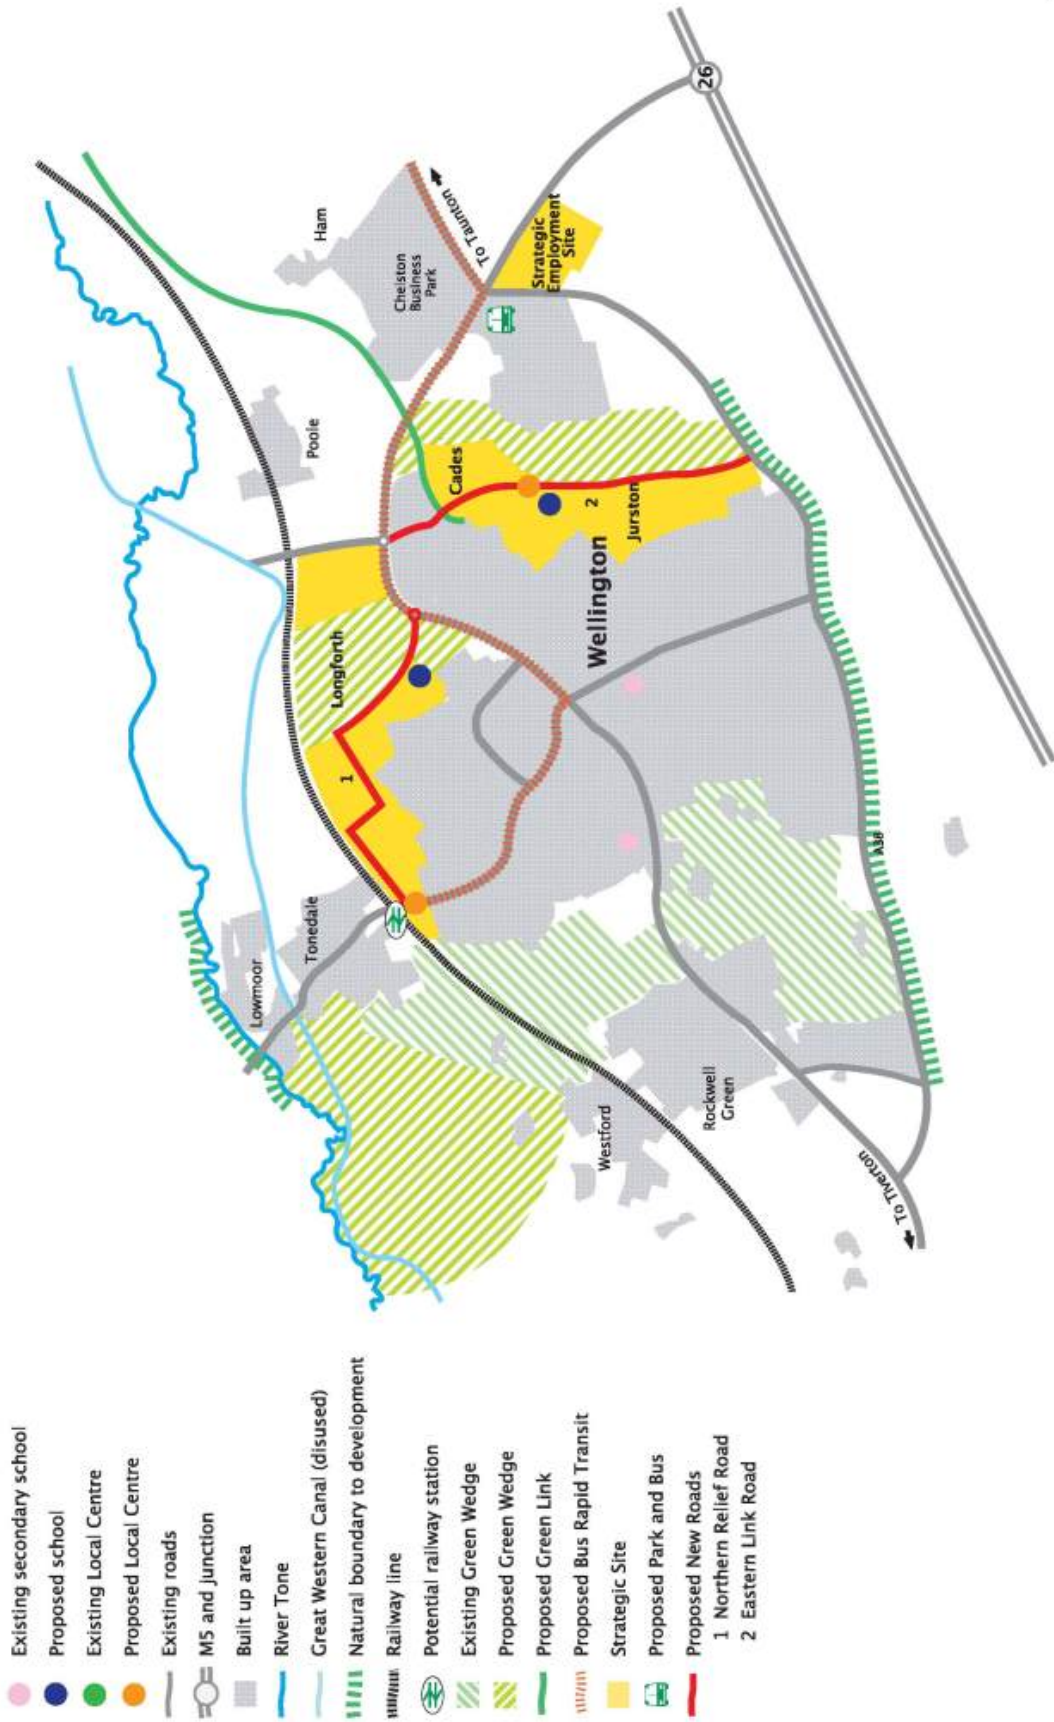 Existing secondary school
Proposed school
Existing Local Centre
Proposed Local Centre
Existing roads
M5 and junction
Built up area
River Tone
Great Western Canal (disused)
Natural boundary to development
Railway line
Potential railway station
Existing Green Wedge
Proposed Green Wedge
Proposed Green Link
Proposed Bus Rapid Transit
Strategic Site
Proposed Park and Bus
Proposed New Roads
1 Northern Relief Road
2 Eastern Link Road
Lowmoor
Tonedale
Longforth
1
Poole
Ham
Chelston
Business
Park
To Taunton
Cades
Strategic
Employment
Site
26
2
Jurston
Wellington
Westford
Rockwell
Green
A38
To Tiverton